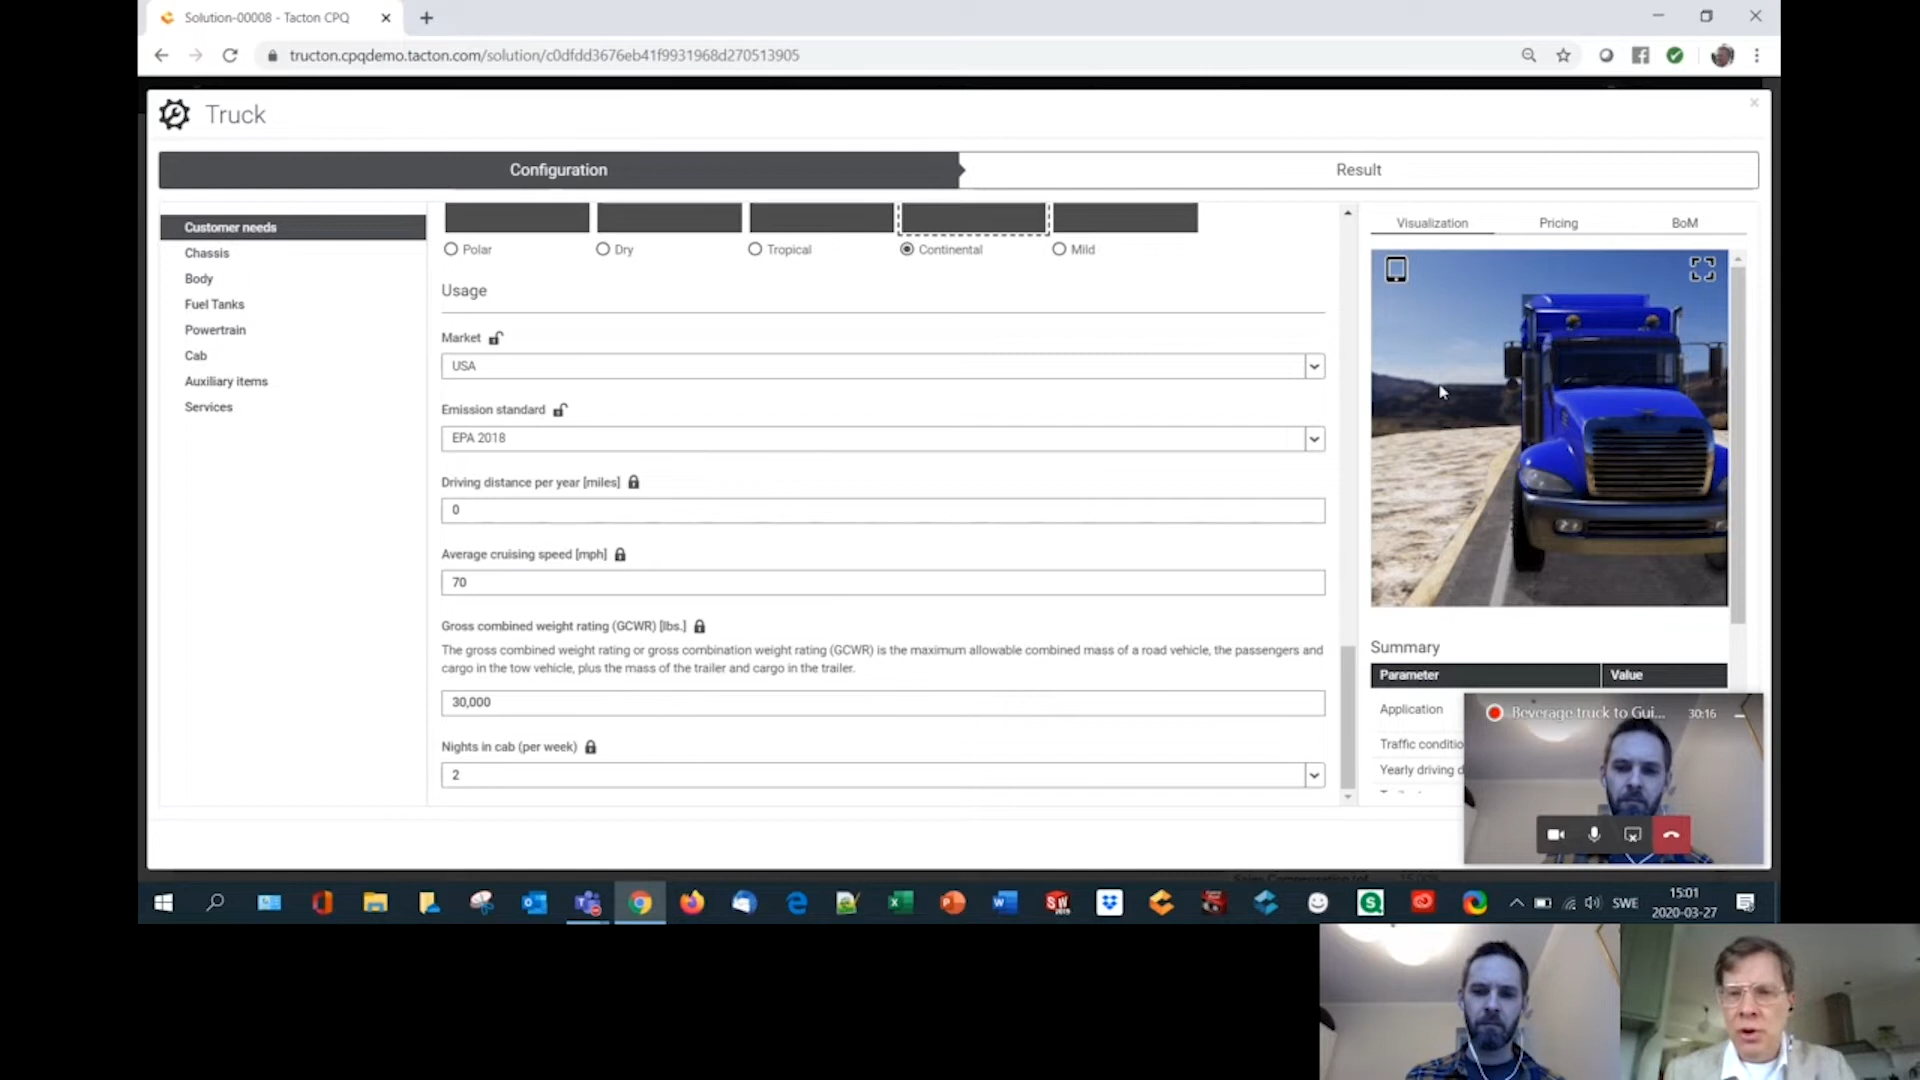 Solution-00008 - Tacton CPQ
tructon.cpqdemo.tacton.com/solution/c0dfdd3676eb41f9931968d270513905
Truck
Configuration
Result
Customer needs
Chassis
Body
Fuel Tanks
Powertrain
Cab
Auxiliary items
Services
Polar
Dry
Tropical
Continental
Mild
Usage
Market
USA
Emission standard
EPA 2018
Driving distance per year [miles]
0
Average cruising speed [mph]
70
Gross combined weight rating (GCWR) [lbs.]
The gross combined weight rating or gross combination weight rating (GCWR) is the maximum allowable combined mass of a road vehicle, the passengers and
cargo in the tow vehicle, plus the mass of the trailer and cargo in the trailer.
30,000
Nights in cab (per week)
2
Visualization
Pricing
BoM
Summary
Parameter
Value
Application
Traffic conditio
Yearly driving d
Beverage truck to Gui...
30:16
SWE
15:01
2020-03-27